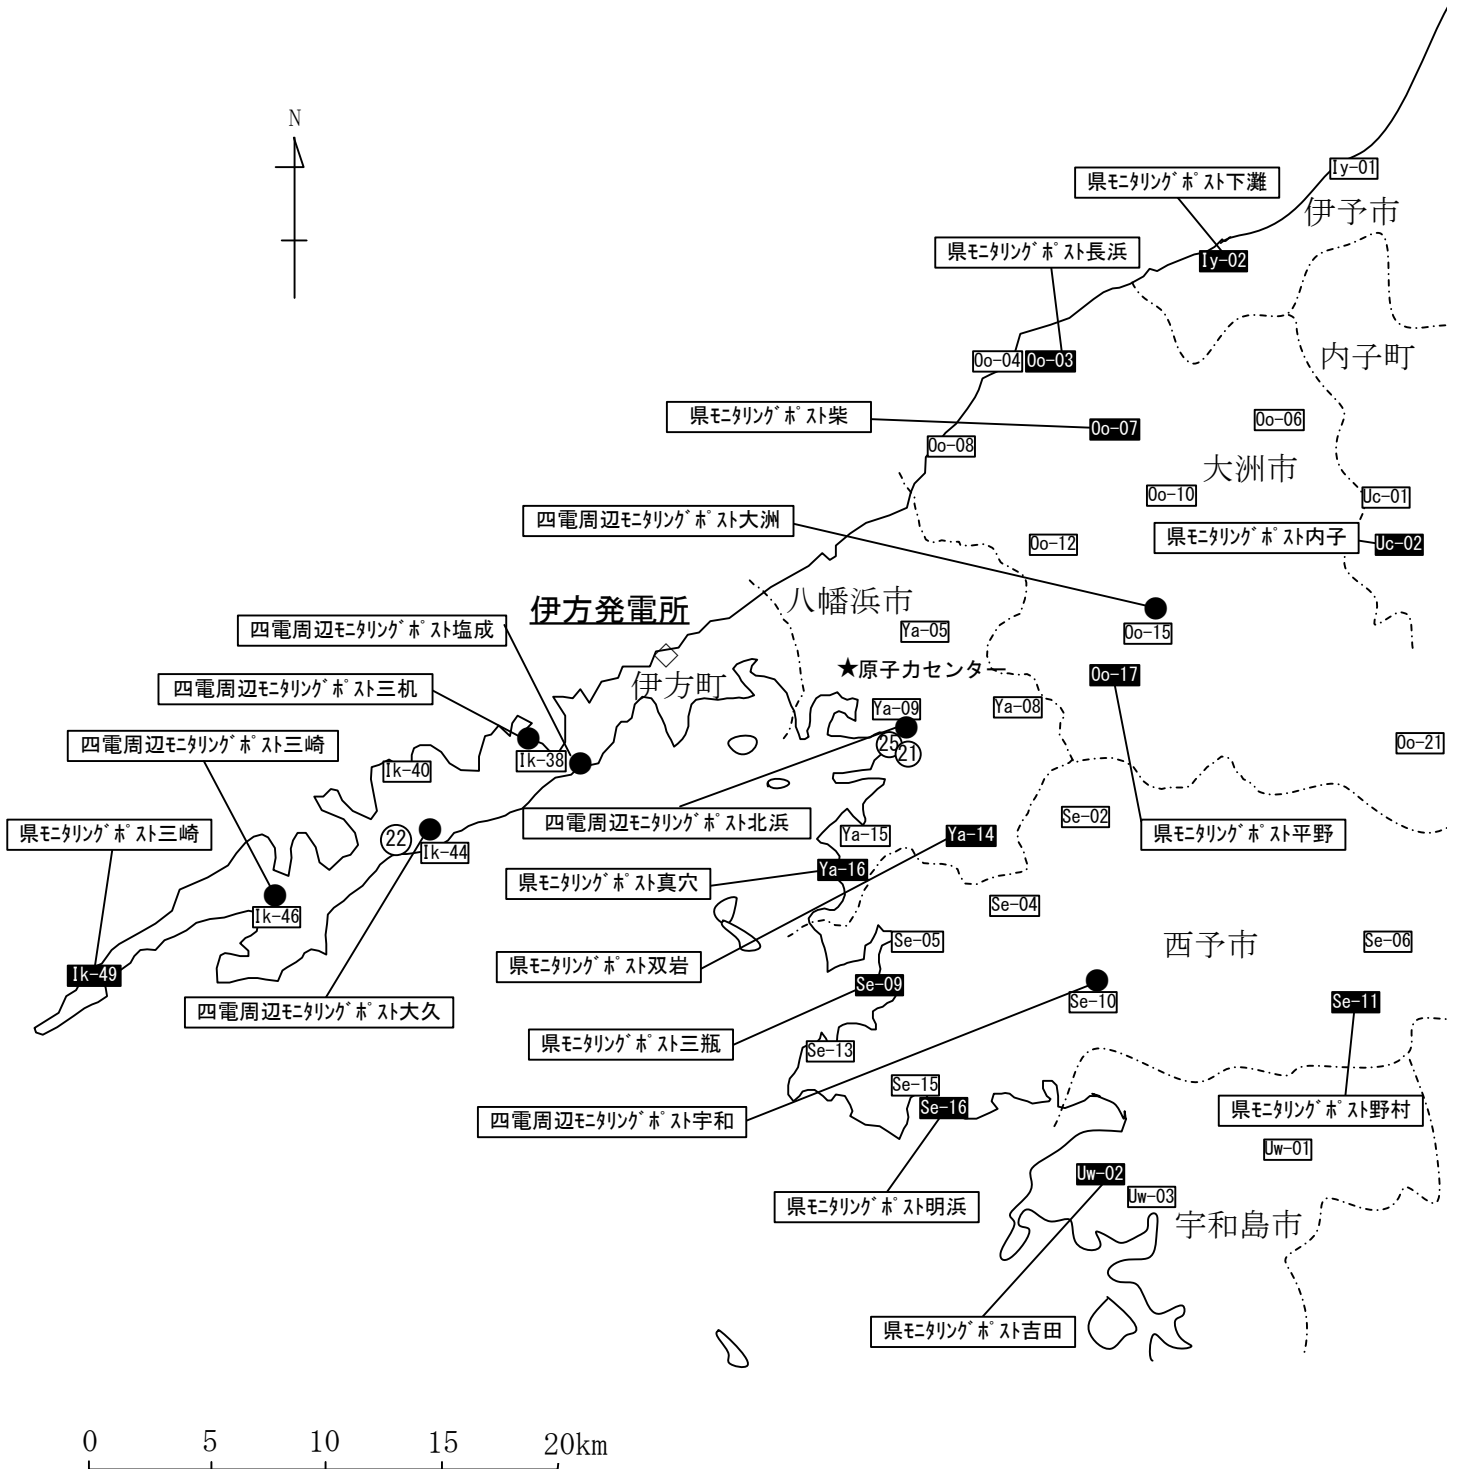 N
Iy-01
県ﾓﾆﾀﾘﾝｸﾞﾎﾟｽﾄ下灘
伊予市
県ﾓﾆﾀﾘﾝｸﾞﾎﾟｽﾄ長浜
Iy-02
内子町
Oo-04
Oo-03
県ﾓﾆﾀﾘﾝｸﾞﾎﾟｽﾄ柴
Oo-07
Oo-06
Oo-08
大洲市
Oo-10
Uc-01
四電周辺ﾓﾆﾀﾘﾝｸﾞﾎﾟｽﾄ大洲
Oo-12
県ﾓﾆﾀﾘﾝｸﾞﾎﾟｽﾄ内子
Uc-02
伊方発電所
八幡浜市
四電周辺ﾓﾆﾀﾘﾝｸﾞﾎﾟｽﾄ塩成
Ya-05
Oo-15
★原子力センター
伊方町
Oo-17
四電周辺ﾓﾆﾀﾘﾝｸﾞﾎﾟｽﾄ三机
Ya-09
Ya-08
四電周辺ﾓﾆﾀﾘﾝｸﾞﾎﾟｽﾄ三崎
25
21
Oo-21
Ik-40
Ik-38
県ﾓﾆﾀﾘﾝｸﾞﾎﾟｽﾄ三崎
22
Ik-44
四電周辺ﾓﾆﾀﾘﾝｸﾞﾎﾟｽﾄ北浜
Ya-15
Ya-14
Se-02
県ﾓﾆﾀﾘﾝｸﾞﾎﾟｽﾄ平野
県ﾓﾆﾀﾘﾝｸﾞﾎﾟｽﾄ真穴
Ya-16
Ik-46
Se-04
Se-05
西予市
Se-06
Ik-49
県ﾓﾆﾀﾘﾝｸﾞﾎﾟｽﾄ双岩
Se-09
四電周辺ﾓﾆﾀﾘﾝｸﾞﾎﾟｽﾄ大久
Se-10
Se-11
県ﾓﾆﾀﾘﾝｸﾞﾎﾟｽﾄ三瓶
Se-13
Se-15
Se-16
四電周辺ﾓﾆﾀﾘﾝｸﾞﾎﾟｽﾄ宇和
県ﾓﾆﾀﾘﾝｸﾞﾎﾟｽﾄ野村
Uw-01
Uw-02
Uw-03
県ﾓﾆﾀﾘﾝｸﾞﾎﾟｽﾄ明浜
宇和島市
県ﾓﾆﾀﾘﾝｸﾞﾎﾟｽﾄ吉田
0 5 10 15 20km